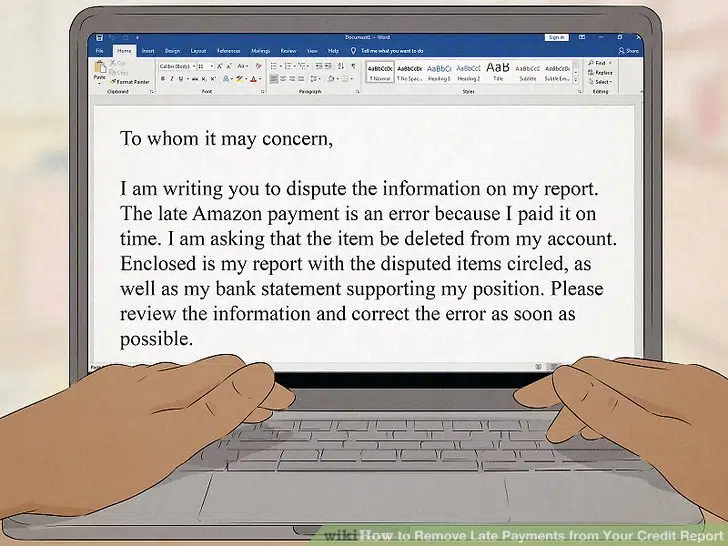 Document1 - Word
Sign in
File Home Insert Design Layout References Mailings Review View Help Tell me what you want to do Share
Paste
Cut
Copy
Format Painter
Clipboard
Calibri (Body) 11
B I U
Font
Paragraph
AaBbCcDc AaBbCcDc AaBbCc AaBbCcC AaB AaBbCcC AaBbCcDc
1 Normal 1 No Spac... Heading 1 Heading 2 Title Subtitle Subtle Em...
Styles
Find
Replace
Select
Editing
To whom it may concern,
I am writing you to dispute the information on my report.
The late Amazon payment is an error because I paid it on
time. I am asking that the item be deleted from my account.
Enclosed is my report with the disputed items circled, as
well as my bank statement supporting my position. Please
review the information and correct the error as soon as
possible.
wikiHow to Remove Late Payments from Your Credit Report